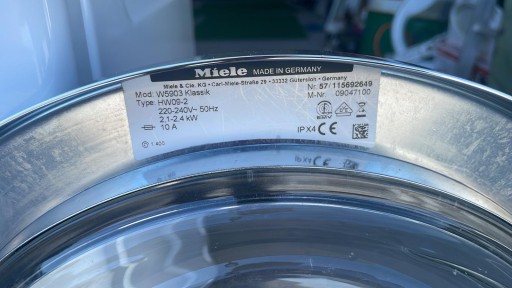 Miele MADE IN GERMANY
Miele & Cie. KG • Carl-Miele-Straße 29 • 33332 Gütersloh • Germany
Mod: W5903 Klassik
Nr. 57/ 115692649
Type: HW09-2
M-Nr. 09047100
220-240V~ 50Hz
2.1-2.4 kW
10 A
IPX4 CE